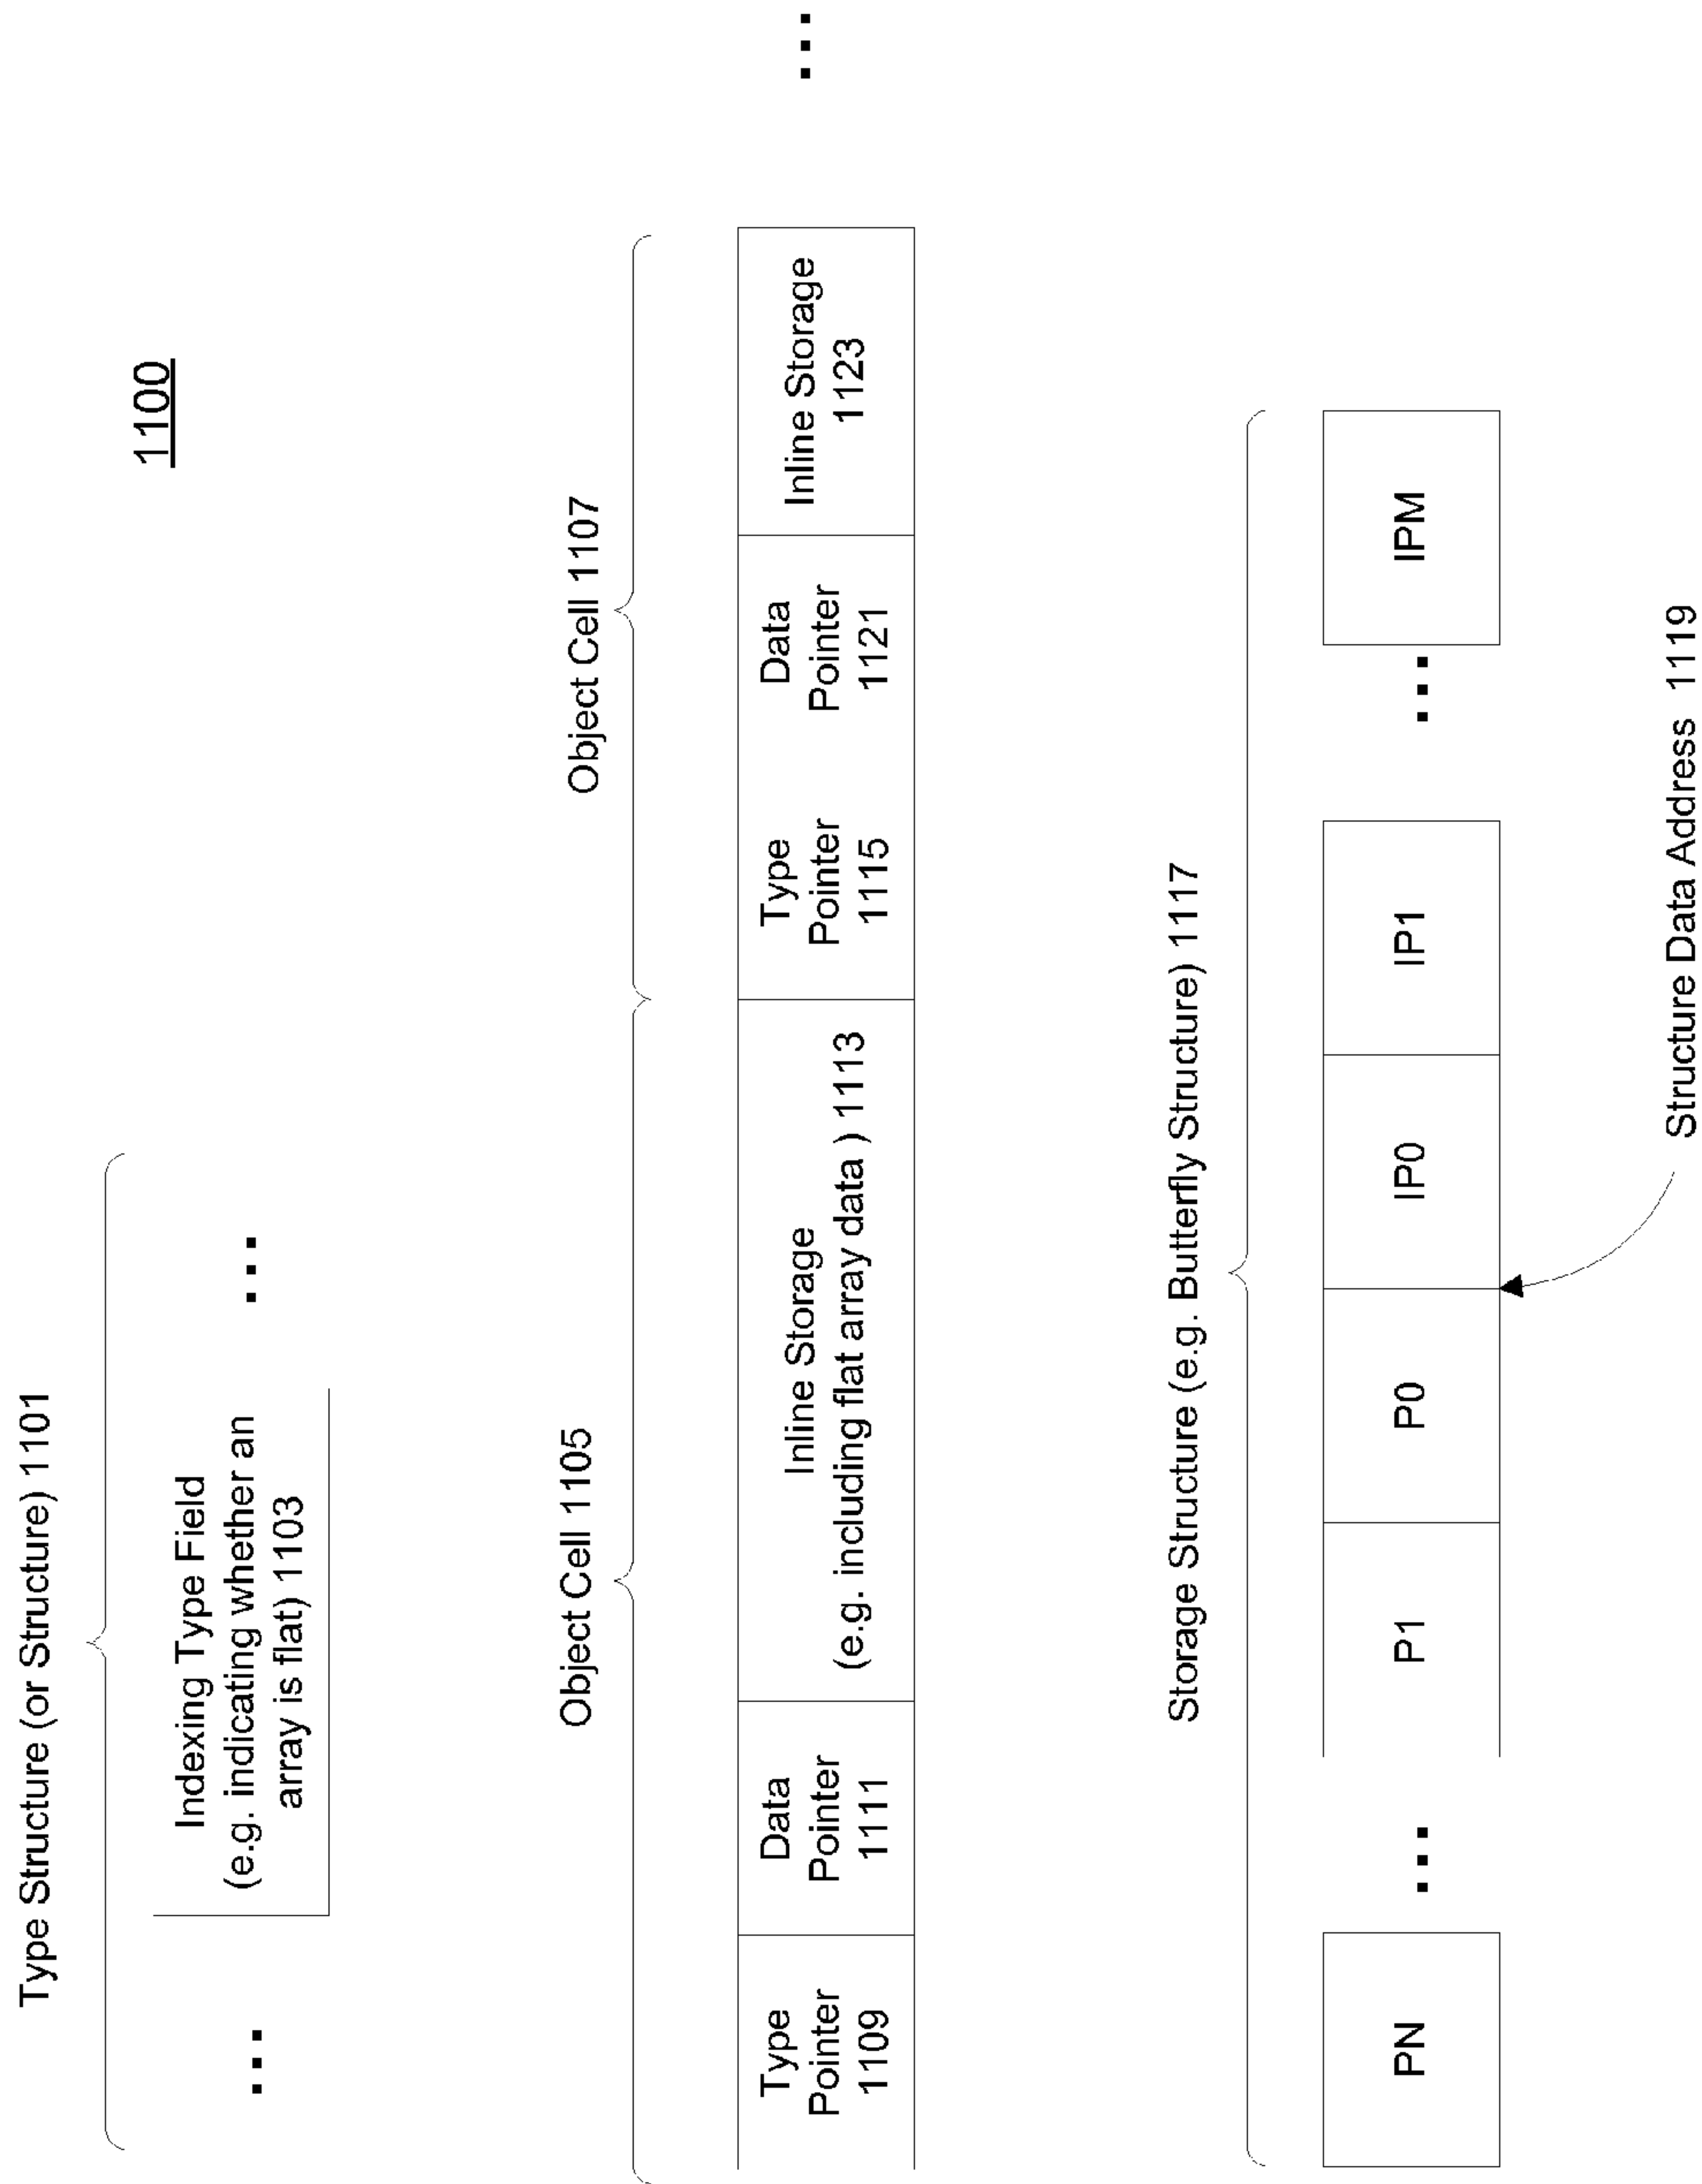 1100
Type Structure (or Structure) 1101
...
Indexing Type Field
(e.g. indicating whether an
array is flat) 1103
...
Object Cell 1105
Object Cell 1107
Type
Pointer
1109
Data
Pointer
1111
Inline Storage
(e.g. including flat array data ) 1113
Type
Pointer
1115
Data
Pointer
1121
Inline Storage
1123
...
Storage Structure (e.g. Butterfly Structure) 1117
PN
...
P1
P0
IP0
IP1
...
IPM
Structure Data Address 1119